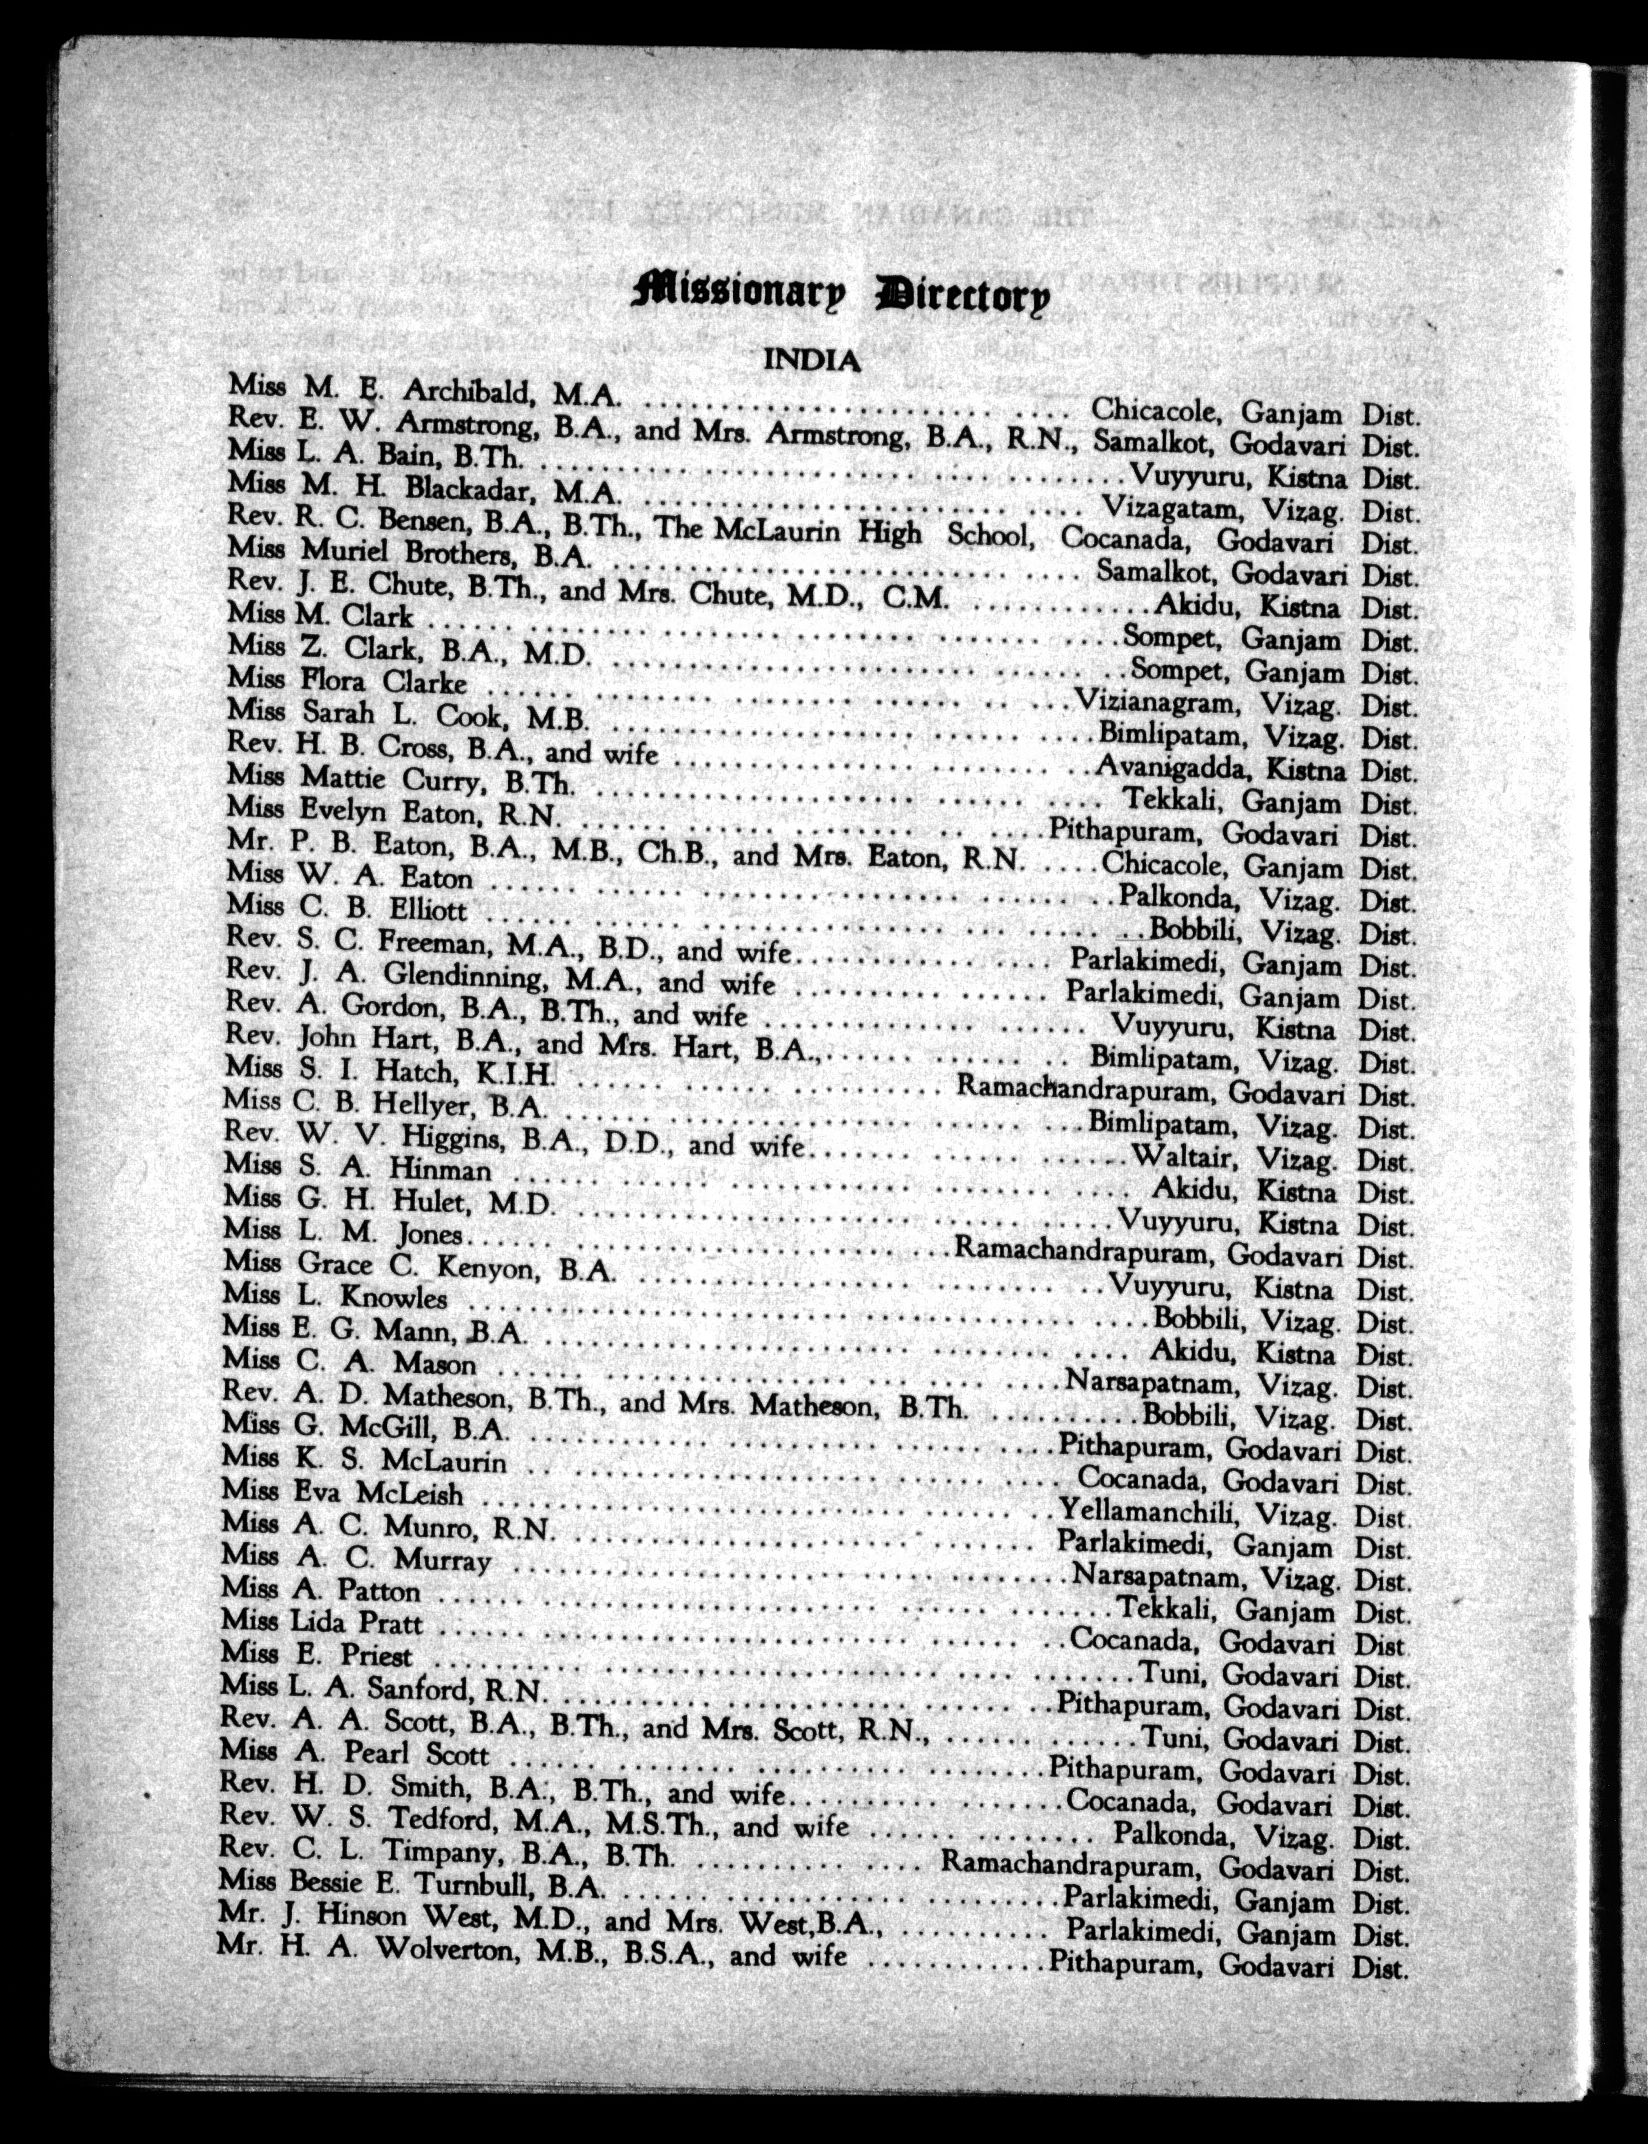 Missionary Directory
INDIA
Miss M. E. Archibald, M.A. .......................... Chicacole, Ganjam Dist.
Rev. E. W. Armstrong, B.A., and Mrs. Armstrong, B.A., R.N., Samalkot, Godavari Dist.
Miss L. A. Bain, B.Th. .......................... Vuyyuru, Kistna Dist.
Miss M. H. Blackadar, M.A. .......................... Vizagatam, Vizag. Dist.
Rev. R. C. Bensen, B.A., B.Th., The McLaurin High School, Cocanada, Godavari Dist.
Miss Muriel Brothers, B.A. .......................... Samalkot, Godavari Dist.
Rev. J. E. Chute, B.Th., and Mrs. Chute, M.D., C.M. ............ Akidu, Kistna Dist.
Miss M. Clark .......................... Sompet, Ganjam Dist.
Miss Z. Clark, B.A., M.D. .......................... Sompet, Ganjam Dist.
Miss Flora Clarke .......................... Vizianagram, Vizag. Dist.
Miss Sarah L. Cook, M.B. .......................... Bimlipatam, Vizag. Dist.
Rev. H. B. Cross, B.A., and wife .......................... Avanigadda, Kistna Dist.
Miss Mattie Curry, B.Th. .......................... Tekkali, Ganjam Dist.
Miss Evelyn Eaton, R.N. .......................... Pithapuram, Godavari Dist.
Mr. P. B. Eaton, B.A., M.B., Ch.B., and Mrs. Eaton, R.N. .... Chicacole, Ganjam Dist.
Miss W. A. Eaton .......................... Palkonda, Vizag. Dist.
Miss C. B. Elliott .......................... Bobbili, Vizag. Dist.
Rev. S. C. Freeman, M.A., B.D., and wife................. Parlakimedi, Ganjam Dist.
Rev. J. A. Glendinning, M.A., and wife ................ Parlakimedi, Ganjam Dist.
Rev. A. Gordon, B.A., B.Th., and wife .................... Vuyyuru, Kistna Dist.
Rev. John Hart, B.A., and Mrs. Hart, B.A.,................ Bimlipatam, Vizag. Dist.
Miss S. I. Hatch, K.I.H. ...................... Ramachandrapuram, Godavari Dist.
Miss C. B. Hellyer, B.A. .......................... Bimlipatam, Vizag. Dist.
Rev. W. V. Higgins, B.A., D.D., and wife.................... Waltair, Vizag. Dist.
Miss S. A. Hinman .......................... Akidu, Kistna Dist.
Miss G. H. Hulet, M.D. .......................... Vuyyuru, Kistna Dist.
Miss L. M. Jones.......................... Ramachandrapuram, Godavari Dist.
Miss Grace C. Kenyon, B.A. .......................... Vuyyuru, Kistna Dist.
Miss L. Knowles .......................... Bobbili, Vizag. Dist.
Miss E. G. Mann, B.A. .......................... Akidu, Kistna Dist.
Miss C. A. Mason .......................... Narsapatnam, Vizag. Dist.
Rev. A. D. Matheson, B.Th., and Mrs. Matheson, B.Th. .......... Bobbili, Vizag. Dist.
Miss G. McGill, B.A. .......................... Pithapuram, Godavari Dist.
Miss K. S. McLaurin .......................... Cocanada, Godavari Dist.
Miss Eva McLeish .......................... Yellamanchili, Vizag. Dist.
Miss A. C. Munro, R.N. .......................... Parlakimedi, Ganjam Dist.
Miss A. C. Murray .......................... Narsapatnam, Vizag. Dist.
Miss A. Patton .......................... Tekkali, Ganjam Dist.
Miss Lida Pratt .......................... Cocanada, Godavari Dist
Miss E. Priest .......................... Tuni, Godavari Dist.
Miss L. A. Sanford, R.N. .......................... Pithapuram, Godavari Dist.
Rev. A. A. Scott, B.A., B.Th., and Mrs. Scott, R.N., ............ Tuni, Godavari Dist.
Miss A. Pearl Scott .......................... Pithapuram, Godavari Dist.
Rev. H. D. Smith, B.A., B.Th., and wife................. Cocanada, Godavari Dist.
Rev. W. S. Tedford, M.A., M.S.Th., and wife .............. Palkonda, Vizag. Dist.
Rev. C. L. Timpany, B.A., B.Th. .............. Ramachandrapuram, Godavari Dist.
Miss Bessie E. Turnbull, B.A. .......................... Parlakimedi, Ganjam Dist.
Mr. J. Hinson West, M.D., and Mrs. West,B.A., .......... Parlakimedi, Ganjam Dist.
Mr. H. A. Wolverton, M.B., B.S.A., and wife ............ Pithapuram, Godavari Dist.